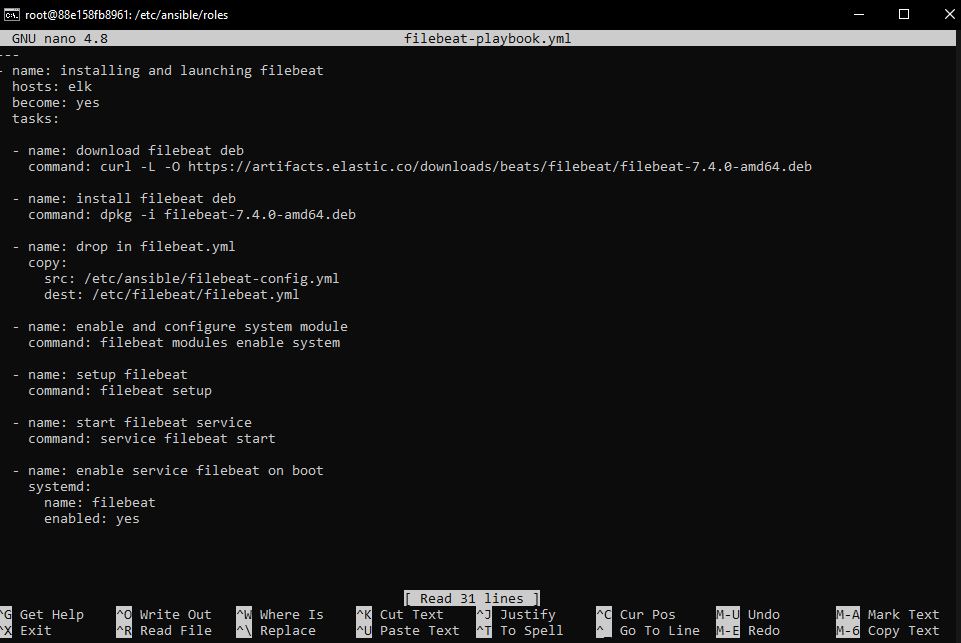 root@88e158fb8961: /etc/ansible/roles
GNU nano 4.8 filebeat-playbook.yml
---
- name: installing and launching filebeat
  hosts: elk
  become: yes
  tasks:

  - name: download filebeat deb
    command: curl -L -O https://artifacts.elastic.co/downloads/beats/filebeat/filebeat-7.4.0-amd64.deb

  - name: install filebeat deb
    command: dpkg -i filebeat-7.4.0-amd64.deb

  - name: drop in filebeat.yml
    copy:
      src: /etc/ansible/filebeat-config.yml
      dest: /etc/filebeat/filebeat.yml

  - name: enable and configure system module
    command: filebeat modules enable system

  - name: setup filebeat
    command: filebeat setup

  - name: start filebeat service
    command: service filebeat start

  - name: enable service filebeat on boot
    systemd:
      name: filebeat
      enabled: yes

[ Read 31 lines ]
^G Get Help ^O Write Out ^W Where Is ^K Cut Text ^J Justify ^C Cur Pos M-U Undo M-A Mark Text
^X Exit ^R Read File ^\ Replace ^U Paste Text ^T To Spell ^_ Go To Line M-E Redo M-6 Copy Text